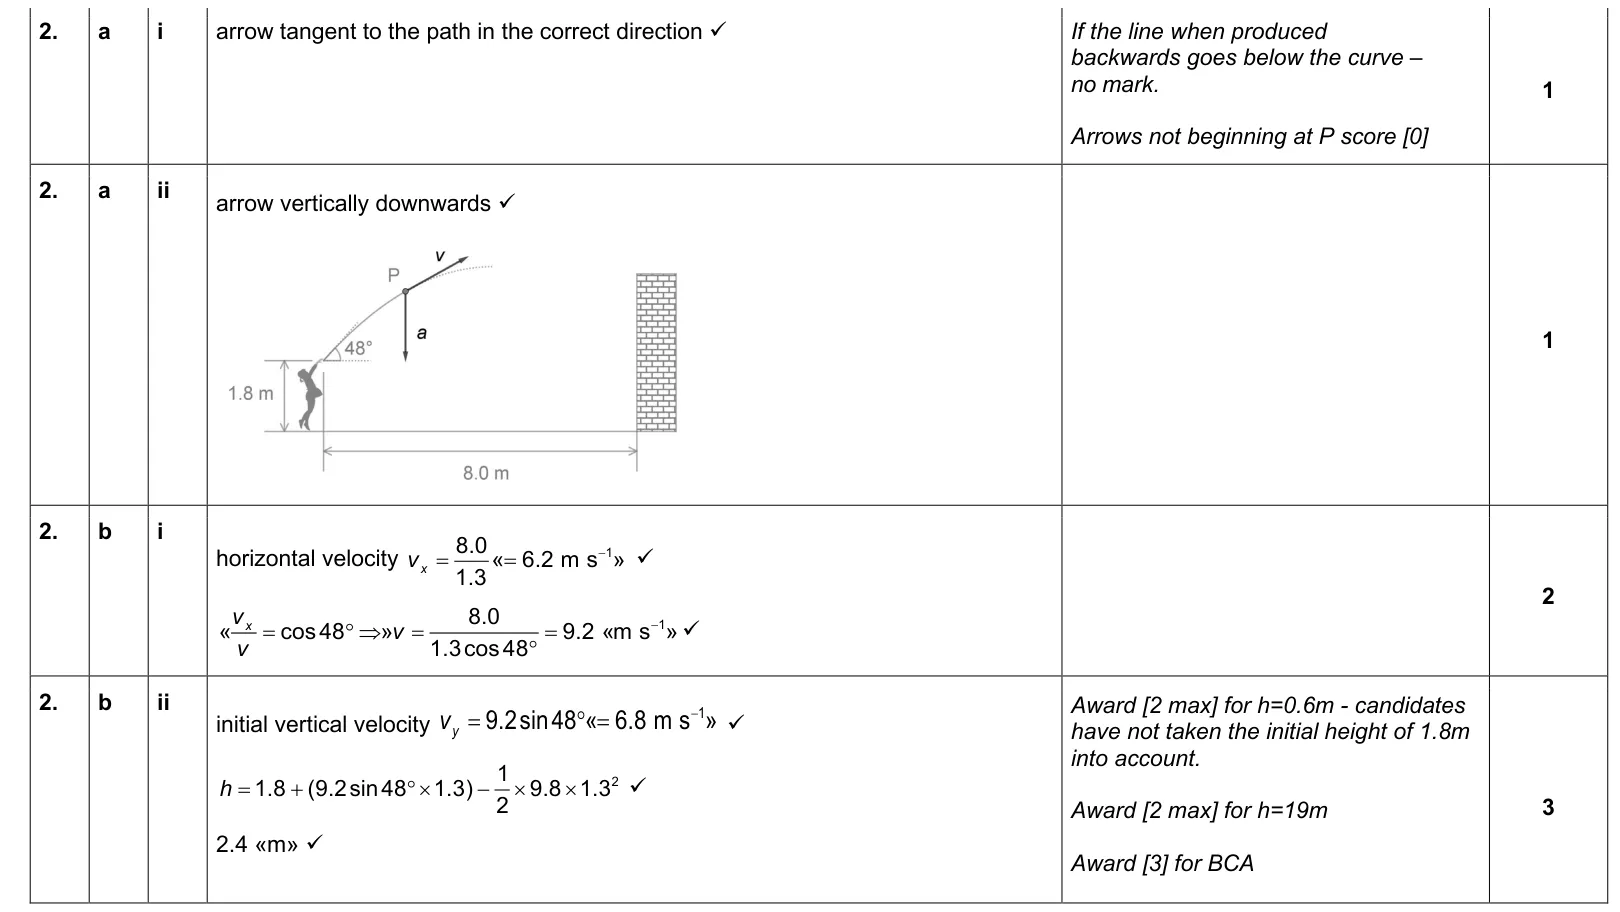 2. a i arrow tangent to the path in the correct direction ✓ If the line when produced
backwards goes below the curve –
no mark.
1
Arrows not beginning at P score [0]
2. a ii
arrow vertically downwards ✓
v
P
a
48°
1
1.8 m
8.0 m
2. b i
horizontal velocity vₓ = 8.0/1.3 «= 6.2 m s⁻¹» ✓
2
«vₓ/v = cos 48° ⇒» v = 8.0/(1.3 cos 48°) = 9.2 «m s⁻¹» ✓
2. b ii
initial vertical velocity v_y = 9.2 sin 48° «= 6.8 m s⁻¹» ✓
Award [2 max] for h=0.6m - candidates
have not taken the initial height of 1.8m
into account.
h = 1.8 + (9.2 sin 48° × 1.3) − 1/2 × 9.8 × 1.3² ✓
Award [2 max] for h=19m
3
2.4 «m» ✓
Award [3] for BCA